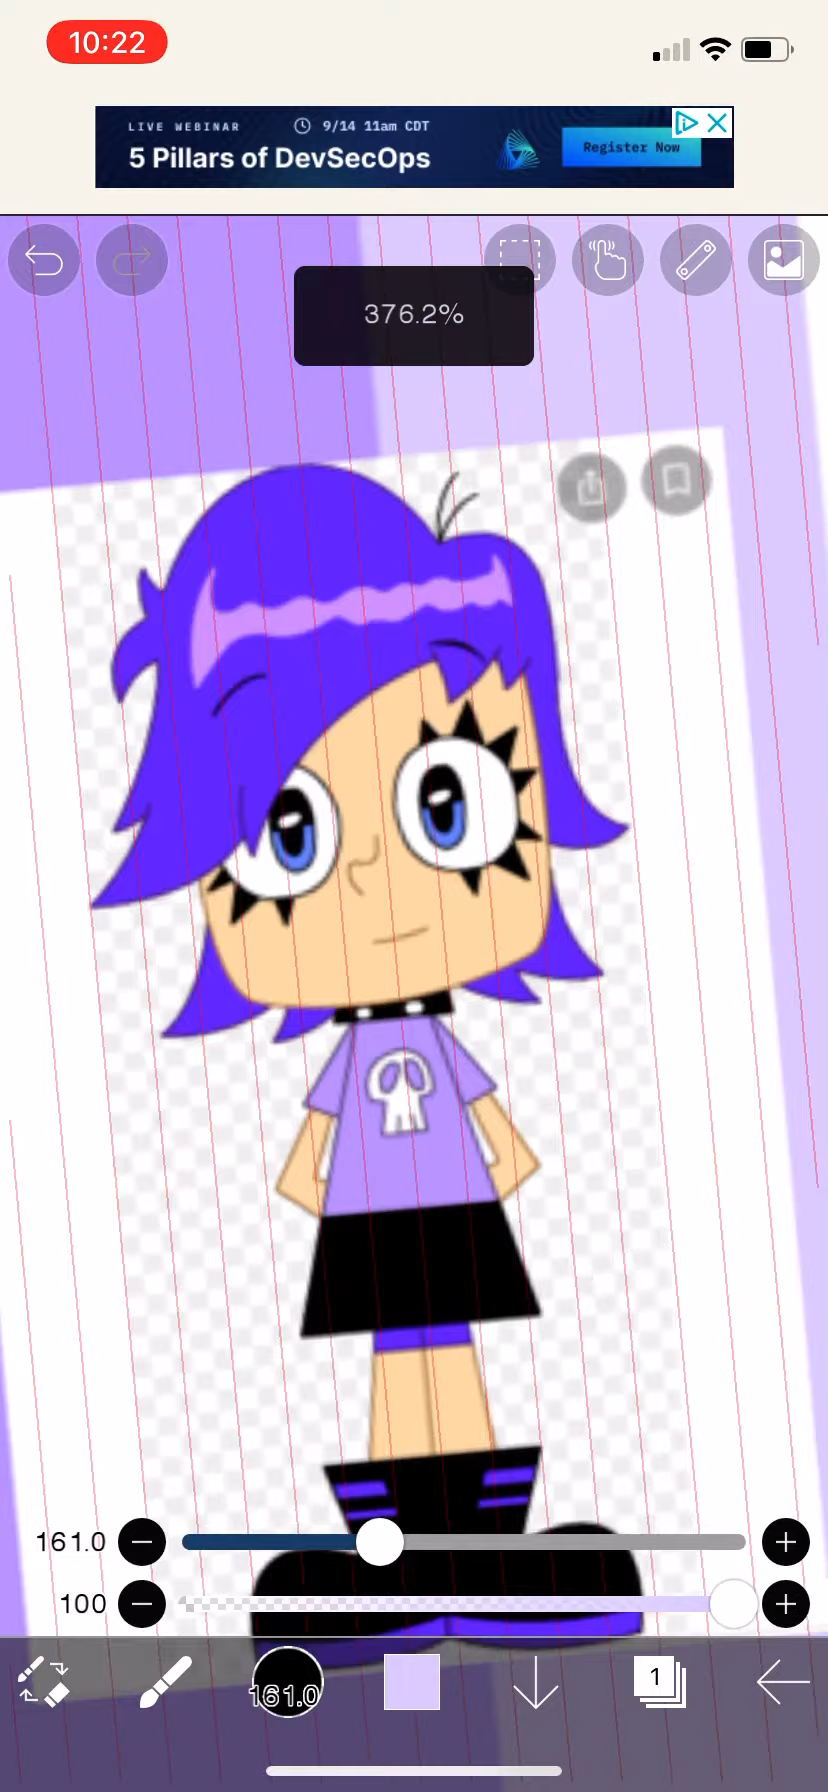 10:22
LIVE WEBINAR
9/14 11am CDT
5 Pillars of DevSecOps
Register Now
376.2%
161.0
100
161.0
1